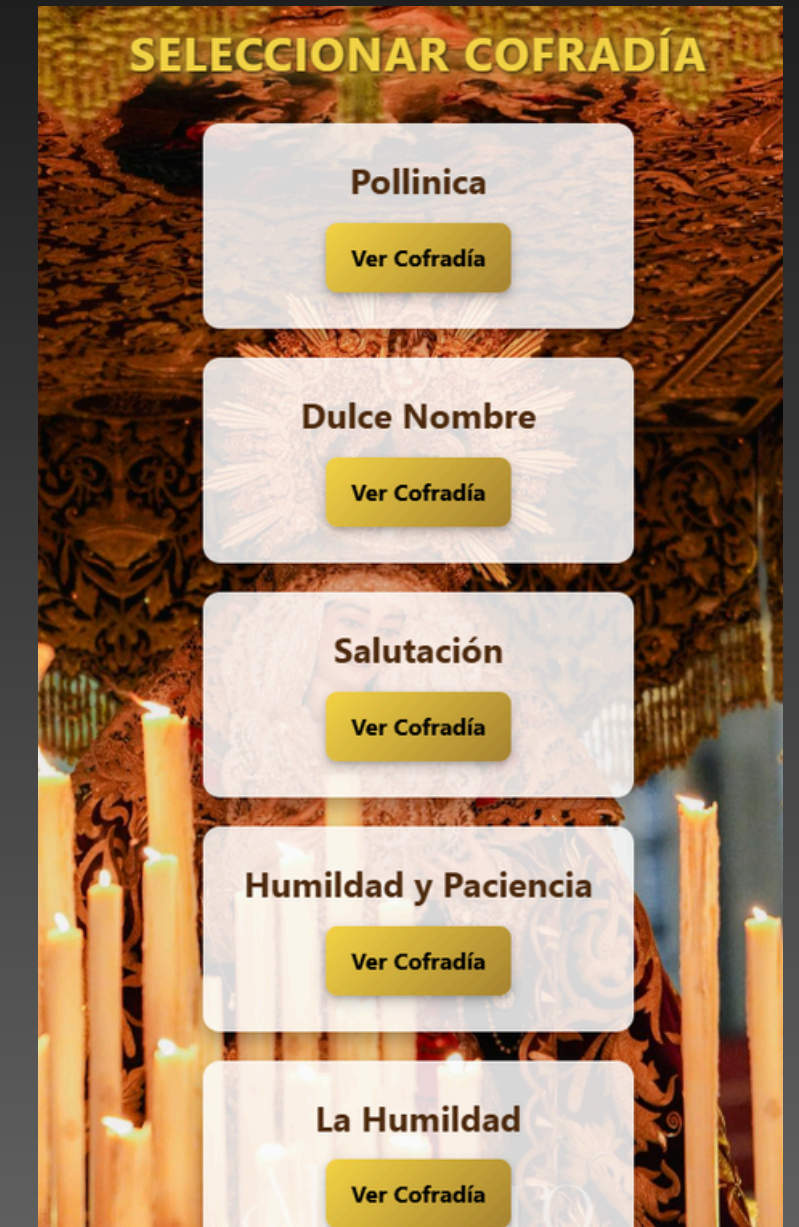 SELECCIONAR COFRADÍA
Pollinica
Ver Cofradía
Dulce Nombre
Ver Cofradía
Salutación
Ver Cofradía
Humildad y Paciencia
Ver Cofradía
La Humildad
Ver Cofradía